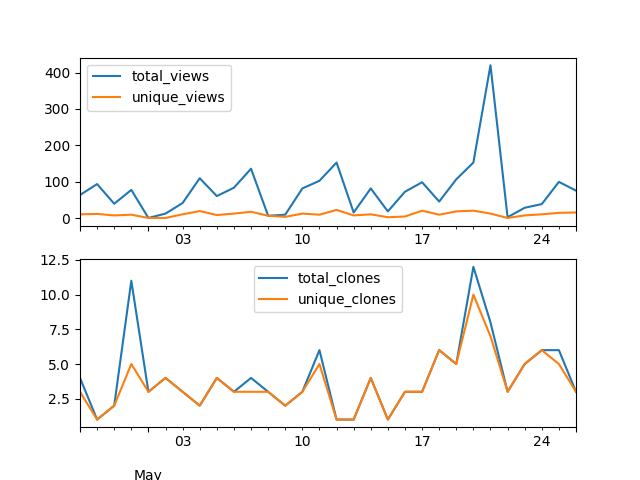 400
300
200
100
0
total_views
unique_views
03 10 17 24
12.5
10.0
7.5
5.0
2.5
total_clones
unique_clones
03 10 17 24
May